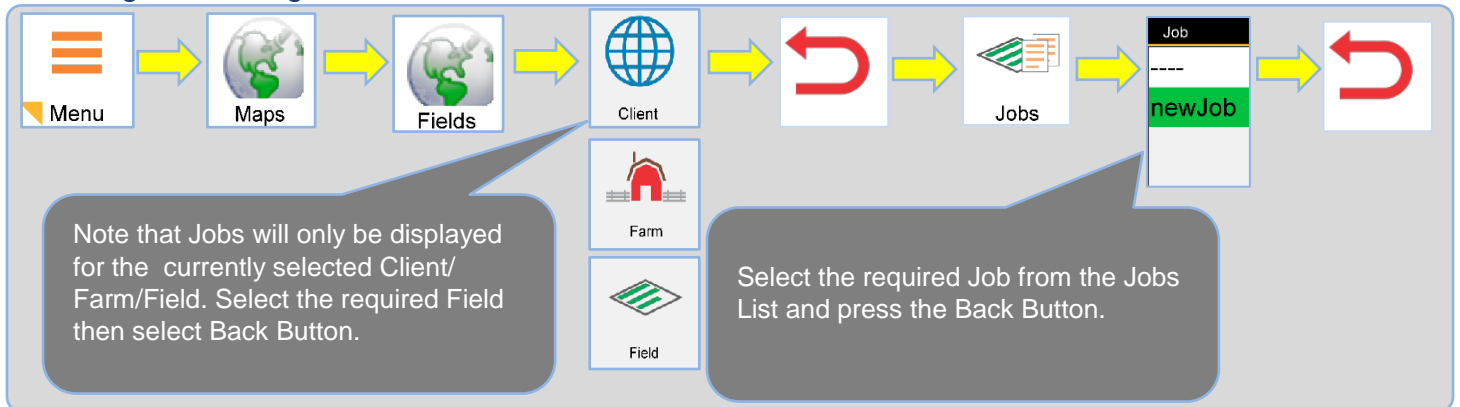 Menu
Maps
Fields
Client
Jobs
Job
----
newJob
Farm
Field
Note that Jobs will only be displayed
for the  currently selected Client/
Farm/Field. Select the required Field
then select Back Button.
Select the required Job from the Jobs
List and press the Back Button.